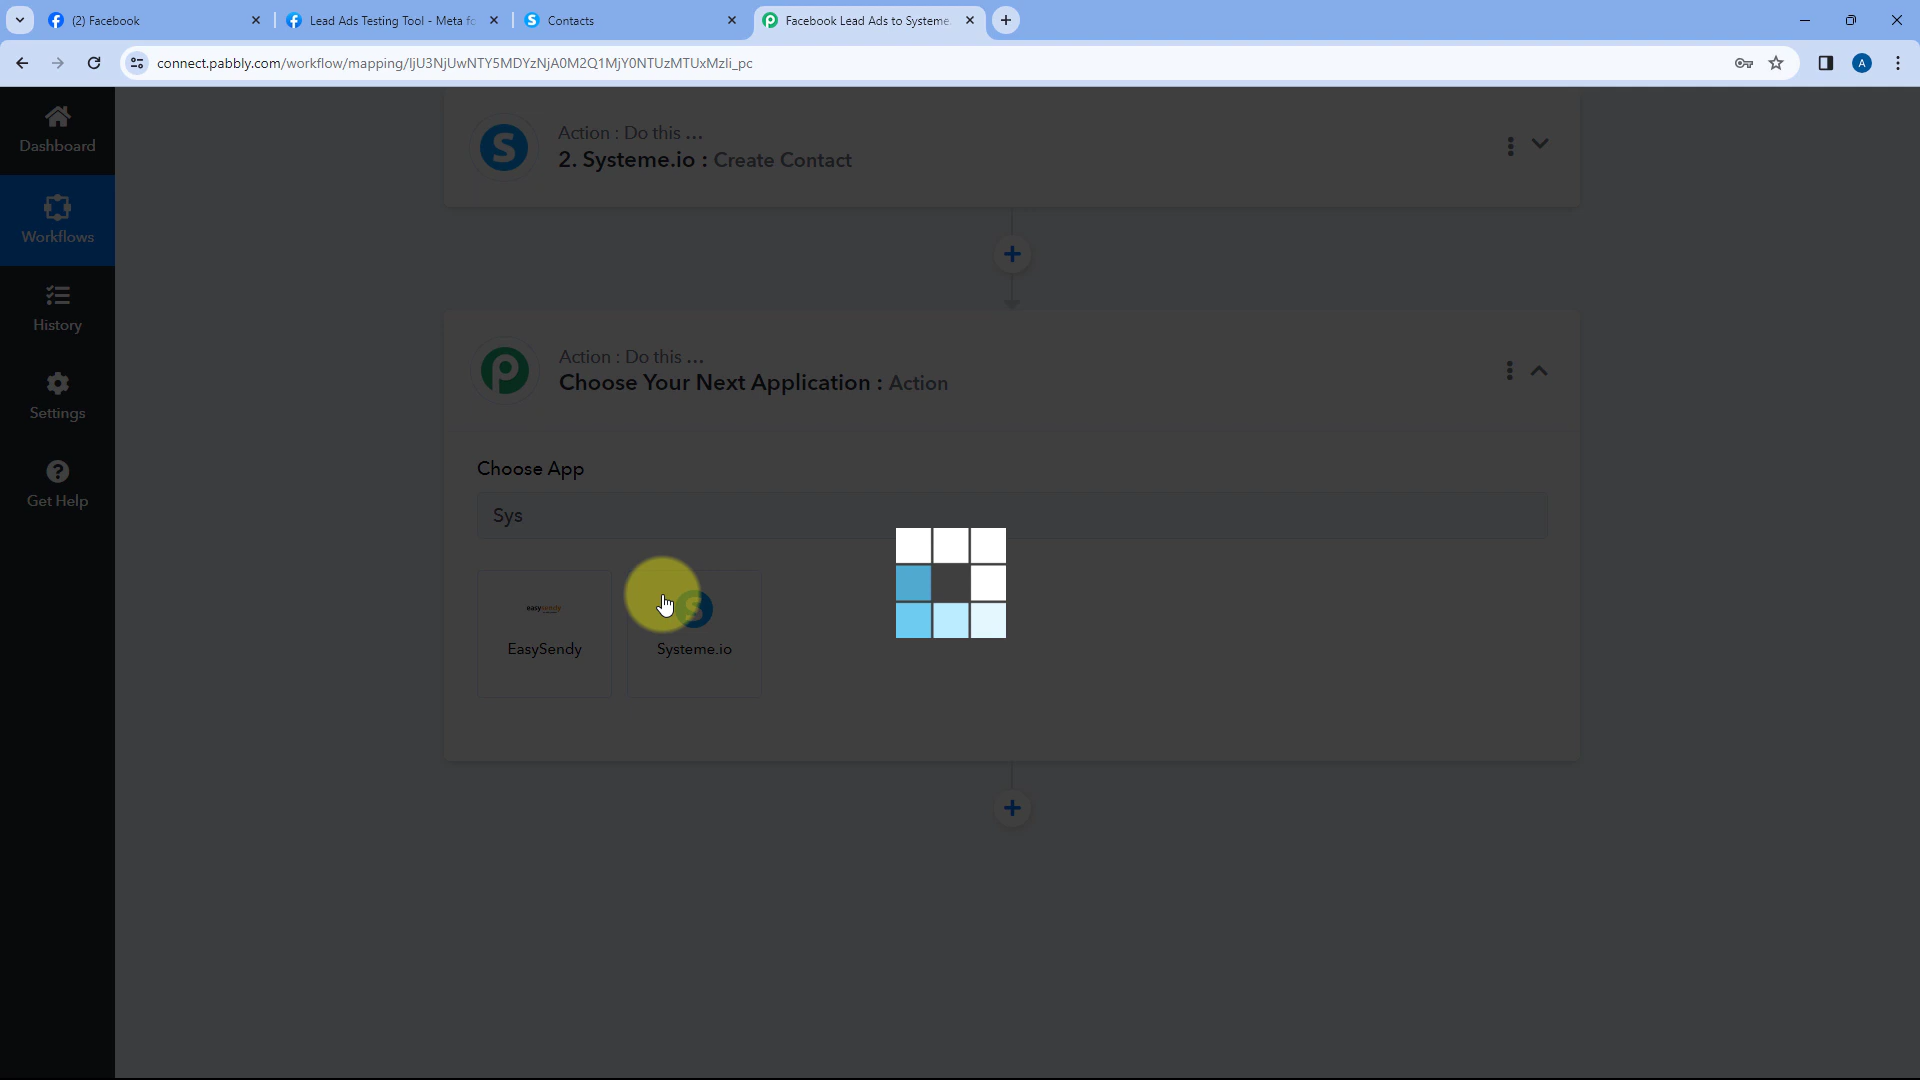 (2) Facebook
Lead Ads Testing Tool - Meta fo
Contacts
Facebook Lead Ads to Systeme.
connect.pabbly.com/workflow/mapping/IjU3NjUwNTY5MDYzNjA0M2Q1MjY0NTUzMTUxMzIi_pc
A
Dashboard
Workflows
History
Settings
Get Help
Action : Do this ...
2. Systeme.io : Create Contact
Action : Do this ...
Choose Your Next Application : Action
Choose App
Sys
easysendy
EasySendy
Systeme.io